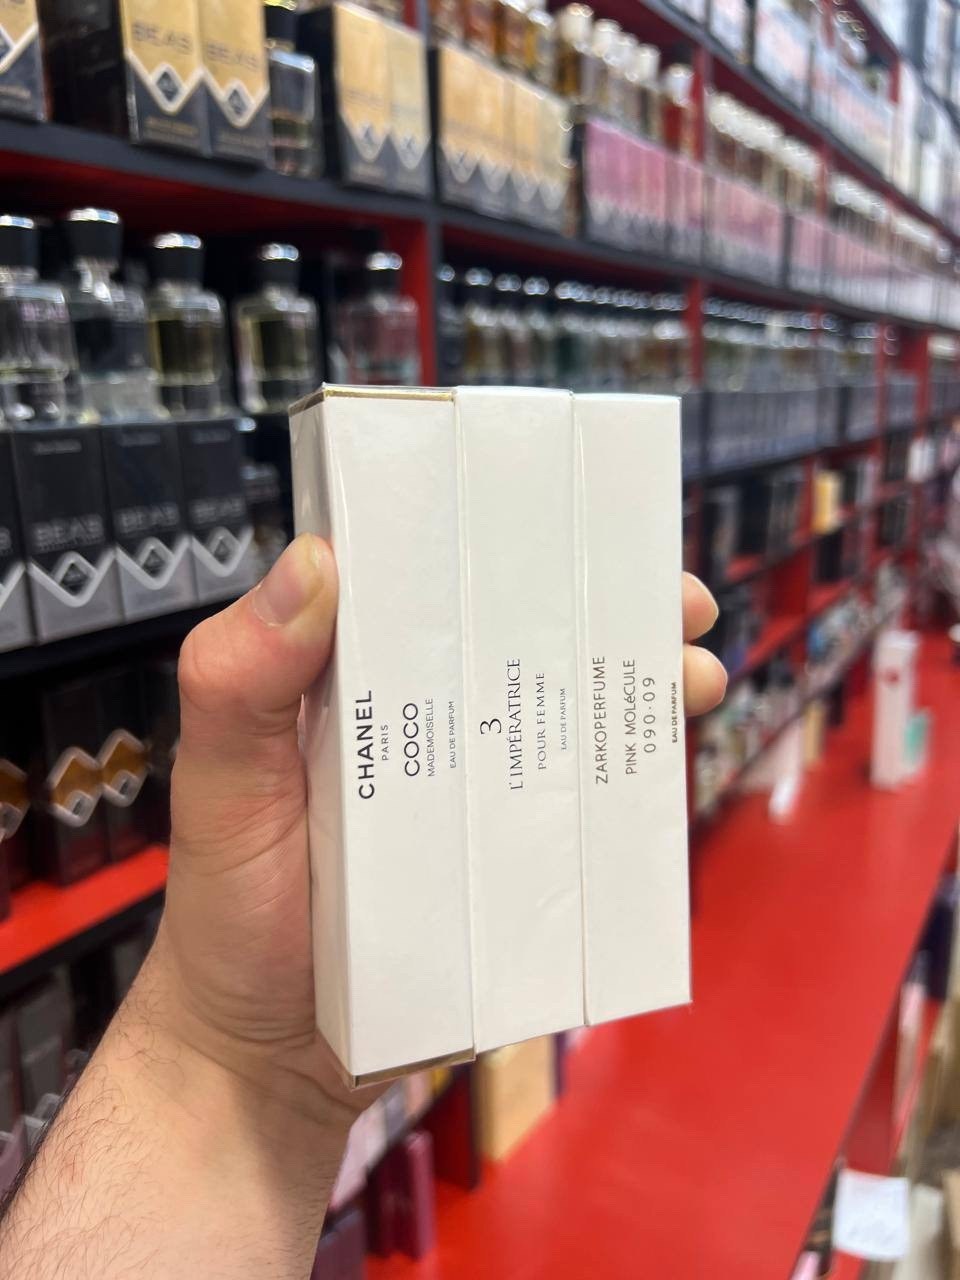 CHANEL
PARIS
COCO
MADEMOISELLE
EAU DE PARFUM
3
L'IMPÉRATRICE
POUR FEMME
EAU DE PARFUM
ZARKOPERFUME
PINK MOLéCULE
090·09
EAU DE PARFUM
BEAS
BEAS
BEAS
BEAS
BEAS